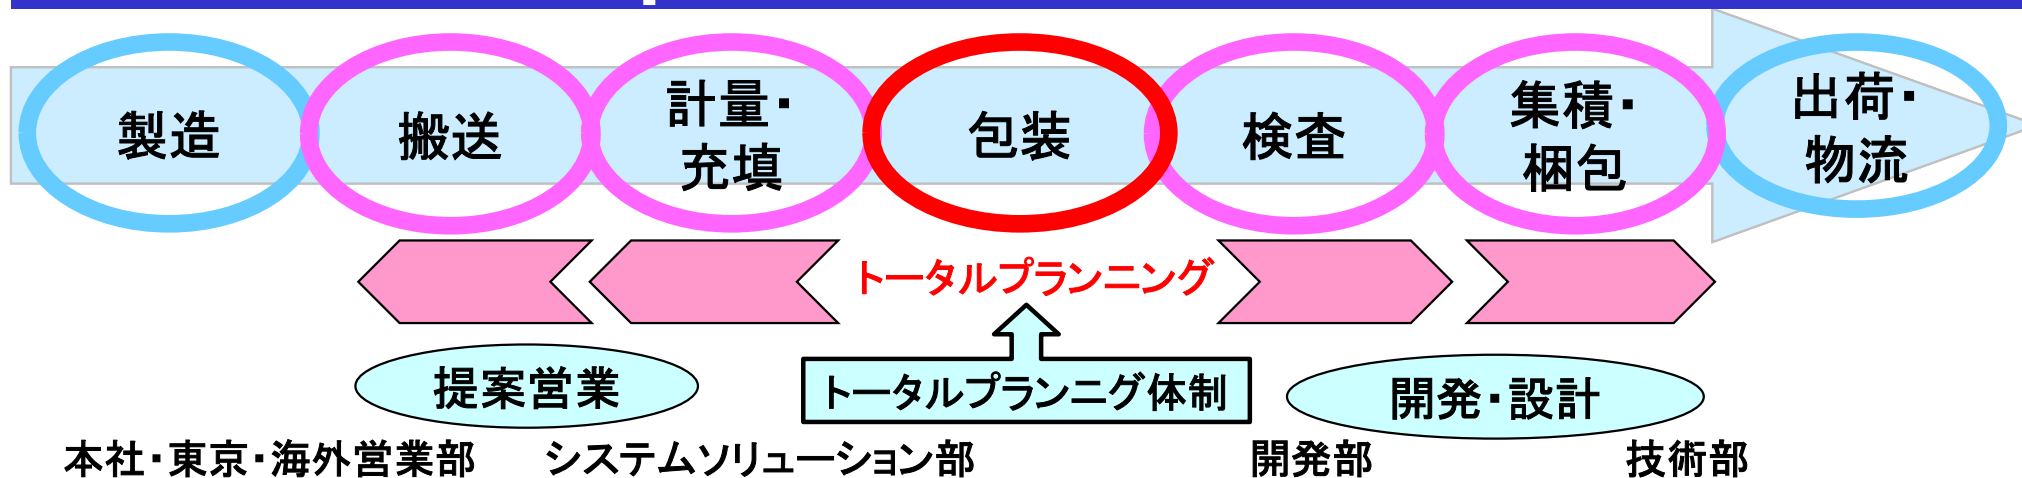 製造
搬送
計量・
充填
包装
検査
集積・
梱包
出荷・
物流
トータルプランニング
提案営業
トータルプランニグ体制
開発・設計
本社・東京・海外営業部
システムソリューション部
開発部
技術部